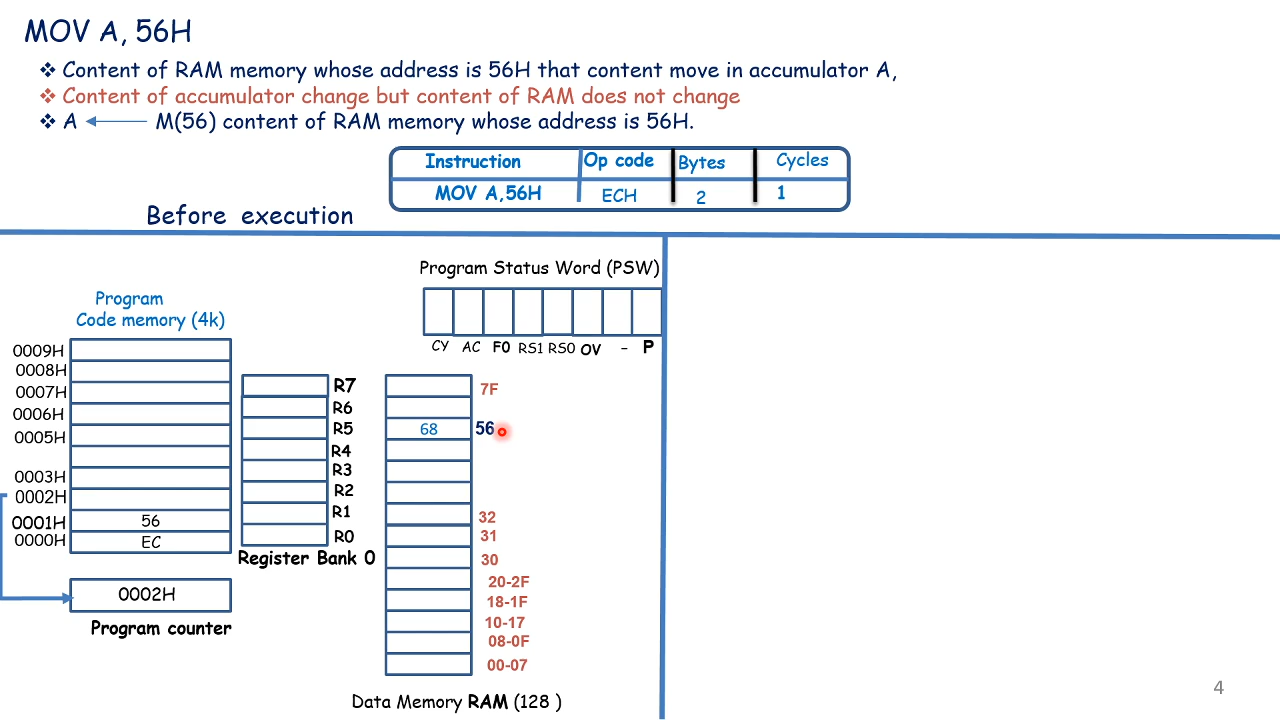 MOV A, 56H
❖ Content of RAM memory whose address is 56H that content move in accumulator A,
❖ Content of accumulator change but content of RAM does not change
❖ A ← M(56) content of RAM memory whose address is 56H.
Instruction Op code Bytes Cycles
MOV A,56H ECH 2 1
Before execution
Program Status Word (PSW)
CY AC F0 RS1 RS0 OV - P
Program
Code memory (4k)
0009H
0008H
0007H
0006H
0005H
0003H
0002H
0001H 56
0000H EC
0002H
Program counter
R7
R6
R5
R4
R3
R2
R1
R0
Register Bank 0
7F
68 56
32
31
30
20-2F
18-1F
10-17
08-0F
00-07
Data Memory RAM (128 )
4